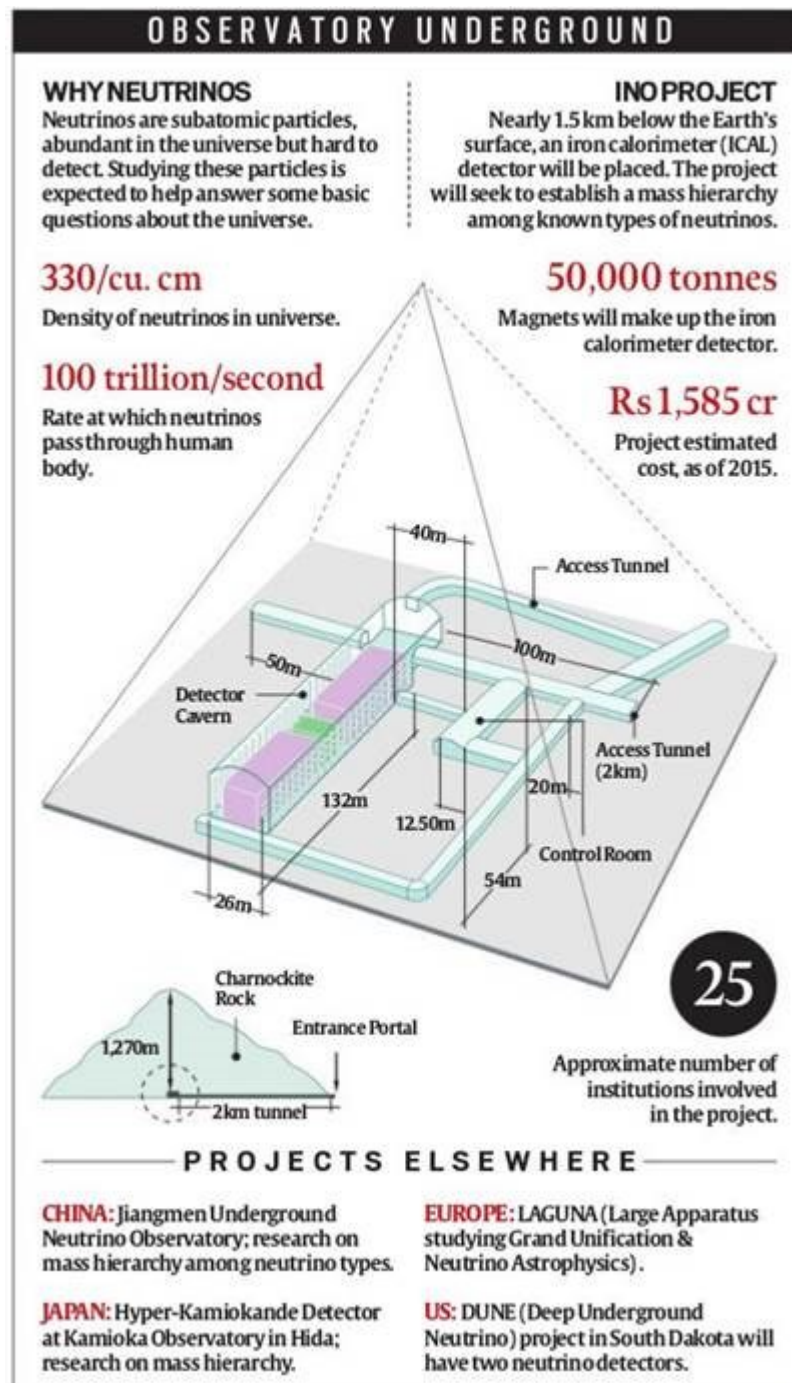 OBSERVATORY UNDERGROUND
WHY NEUTRINOS
Neutrinos are subatomic particles,
abundant in the universe but hard to
detect. Studying these particles is
expected to help answer some basic
questions about the universe.
330/cu. cm
Density of neutrinos in universe.
100 trillion/second
Rate at which neutrinos
pass through human
body.
INO PROJECT
Nearly 1.5 km below the Earth's
surface, an iron calorimeter (ICAL)
detector will be placed. The project
will seek to establish a mass hierarchy
among known types of neutrinos.
50,000 tonnes
Magnets will make up the iron
calorimeter detector.
Rs 1,585 cr
Project estimated
cost, as of 2015.
40m
Access Tunnel
100m
50m
Detector
Cavern
Access Tunnel
(2km)
20m
132m
12.50m
Control Room
54m
26m
Charnockite
Rock
1,270m
Entrance Portal
2km tunnel
25
Approximate number of
institutions involved
in the project.
PROJECTS ELSEWHERE
CHINA: Jiangmen Underground
Neutrino Observatory; research on
mass hierarchy among neutrino types.
JAPAN: Hyper-Kamiokande Detector
at Kamioka Observatory in Hida;
research on mass hierarchy.
EUROPE: LAGUNA (Large Apparatus
studying Grand Unification &
Neutrino Astrophysics).
US: DUNE (Deep Underground
Neutrino) project in South Dakota will
have two neutrino detectors.